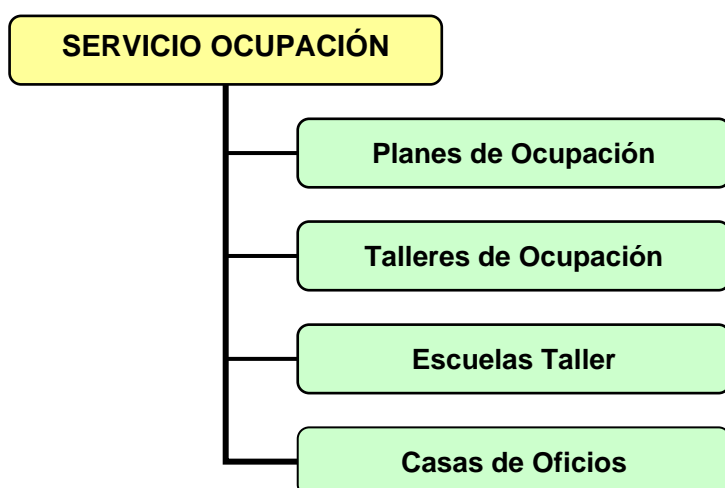 SERVICIO OCUPACIÓN
Planes de Ocupación
Talleres de Ocupación
Escuelas Taller
Casas de Oficios